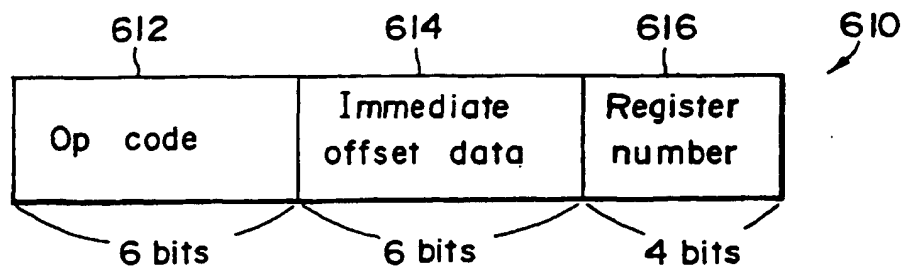 612
614
616
610
Op code
Immediate
offset data
Register
number
6 bits
6 bits
4 bits